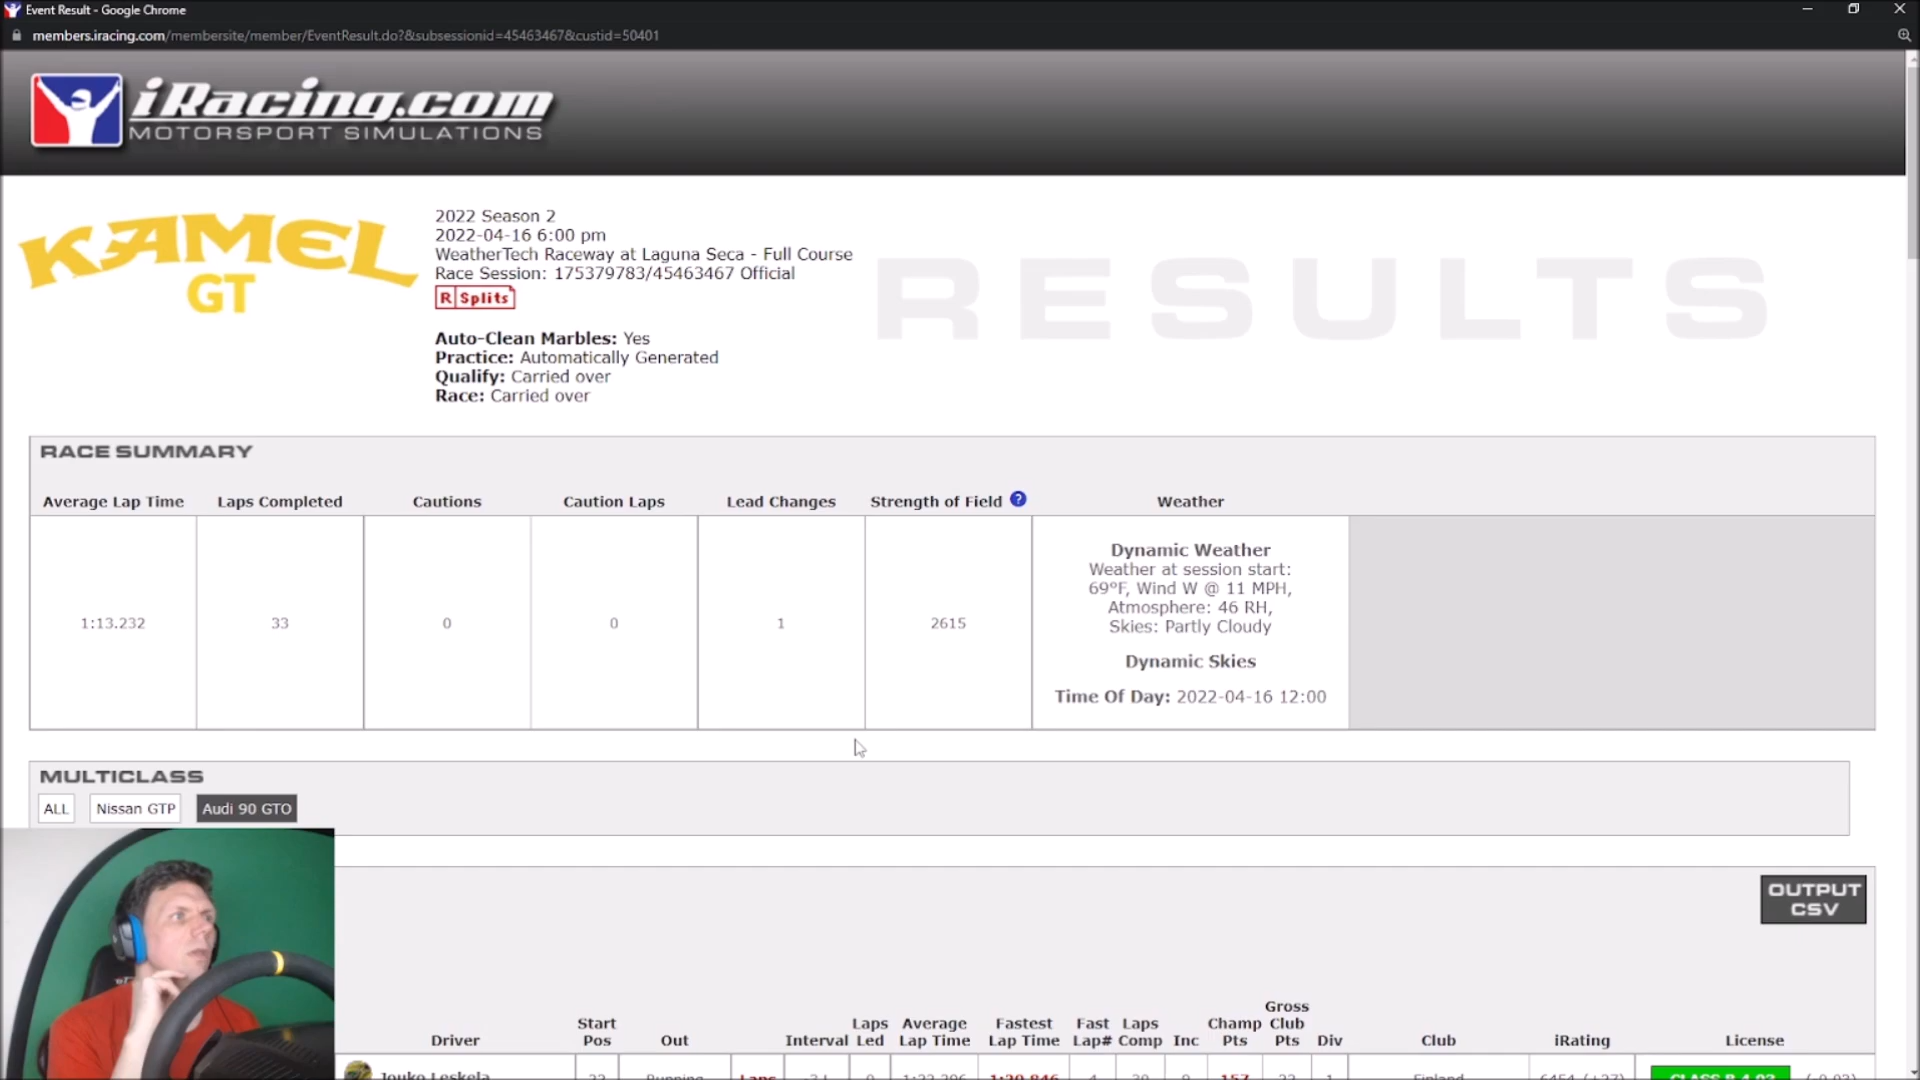 Event Result - Google Chrome
members.iracing.com/membersite/member/EventResult.do?&subsessionid=45463467&custid=50401
iRacing.com
MOTORSPORT SIMULATIONS
KAMEL
GT
2022 Season 2
2022-04-16 6:00 pm
WeatherTech Raceway at Laguna Seca - Full Course
Race Session: 175379783/45463467 Official
R Splits
RESULTS
Auto-Clean Marbles: Yes
Practice: Automatically Generated
Qualify: Carried over
Race: Carried over
RACE SUMMARY
Average Lap Time Laps Completed Cautions Caution Laps Lead Changes Strength of Field ? Weather
1:13.232 33 0 0 1 2615
Dynamic Weather
Weather at session start:
69°F, Wind W @ 11 MPH,
Atmosphere: 46 RH,
Skies: Partly Cloudy
Dynamic Skies
Time Of Day: 2022-04-16 12:00
MULTICLASS
ALL Nissan GTP Audi 90 GTO
OUTPUT
CSV
Driver Start Pos Out Interval Laps Led Average Lap Time Fastest Lap Time Fast Lap# Laps Comp Inc Champ Pts Gross Club Pts Div Club iRating License
Jouko Leskela Running Finland